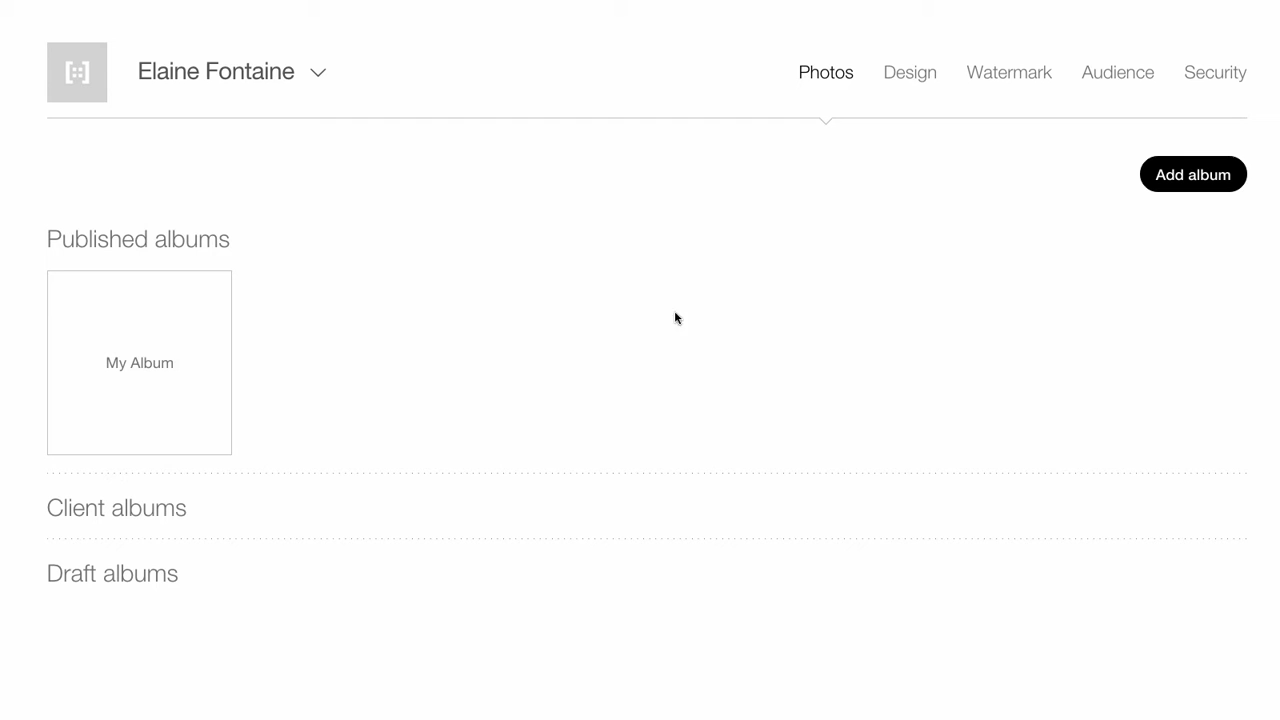 Elaine Fontaine
Photos Design Watermark Audience Security
Add album
Published albums
My Album
Client albums
Draft albums